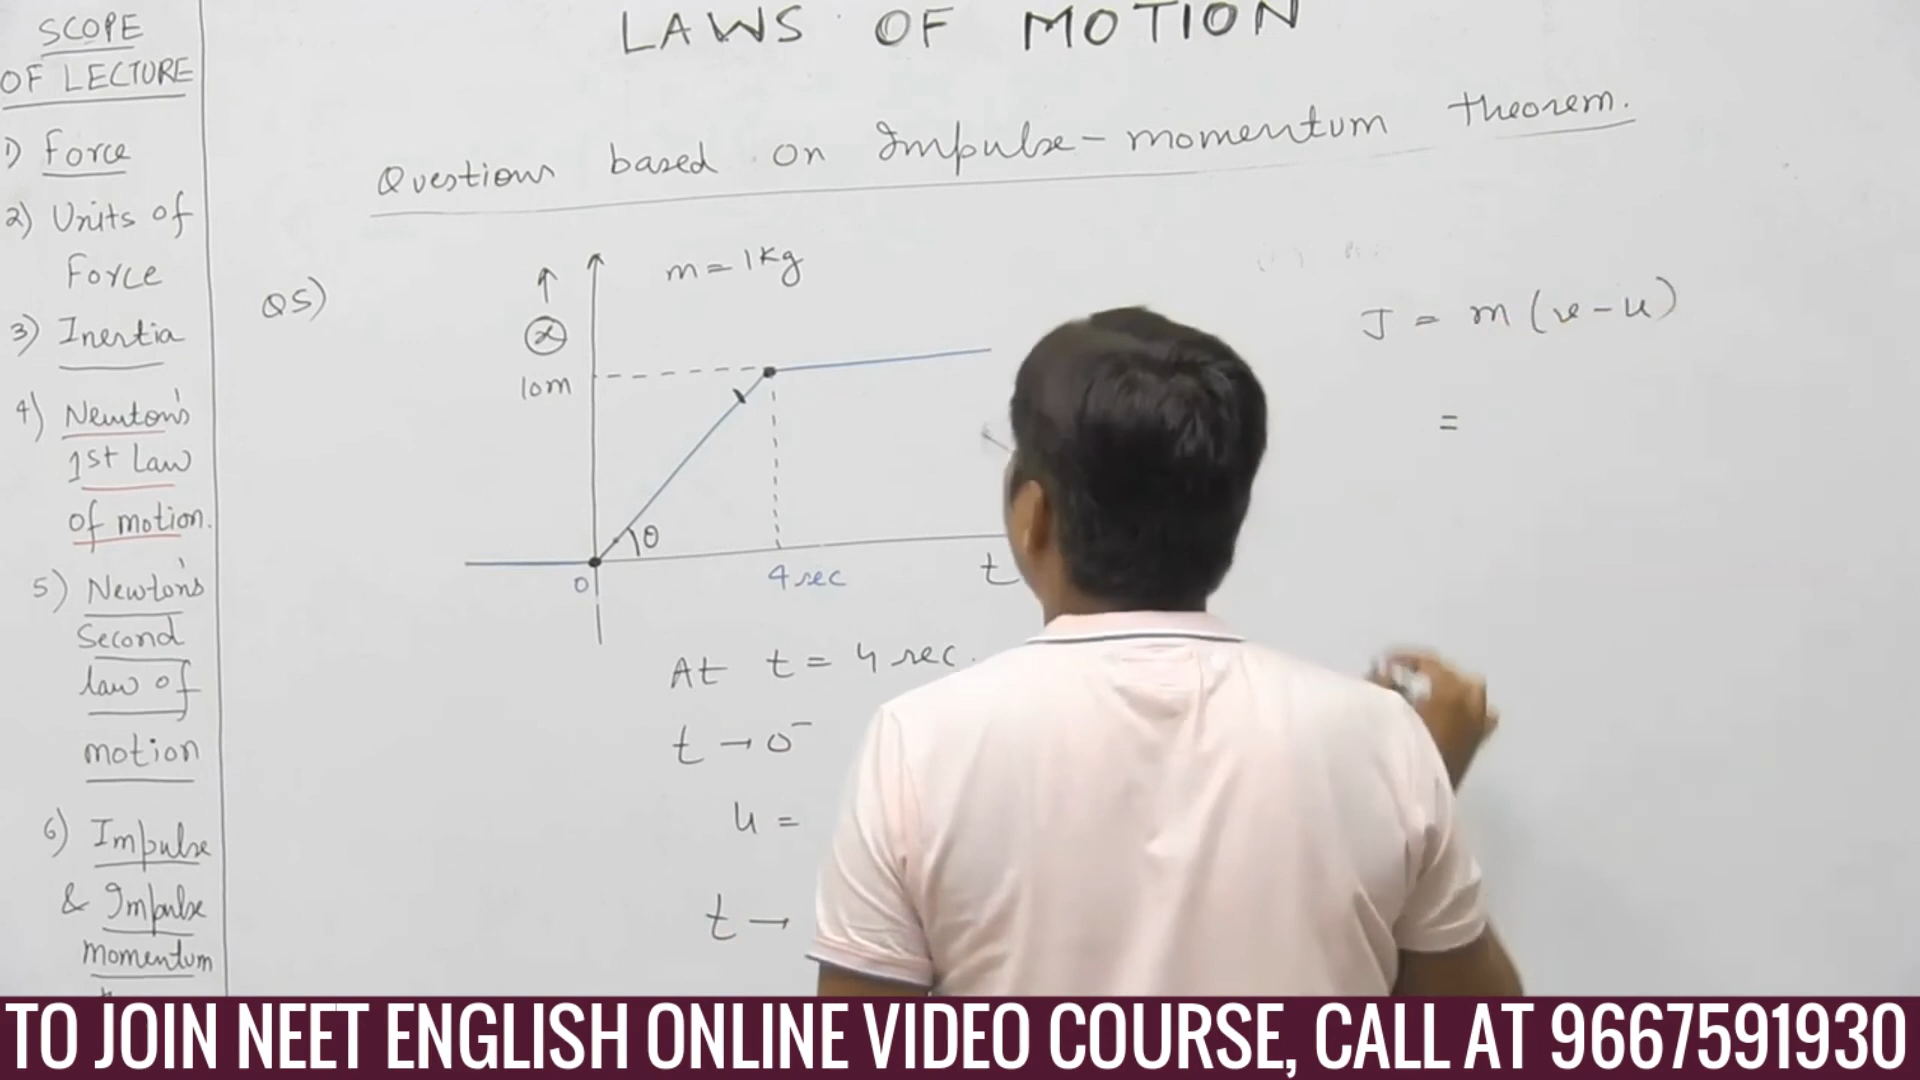 LAWS OF MOTION
SCOPE
OF LECTURE
1) Force
2) Units of
Force
3) Inertia
4) Newton's
1st Law
of motion.
5) Newton's
Second
law of
motion
6) Impulse
& Impulse
momentum
Questions based on Impulse-momentum theorem.
Q5)
m = 1kg
x
10m
θ
0
4 sec
t
At t = 4 sec.
t → 0⁻
u =
t →
J = m (v - u)
=
TO JOIN NEET ENGLISH ONLINE VIDEO COURSE, CALL AT 9667591930